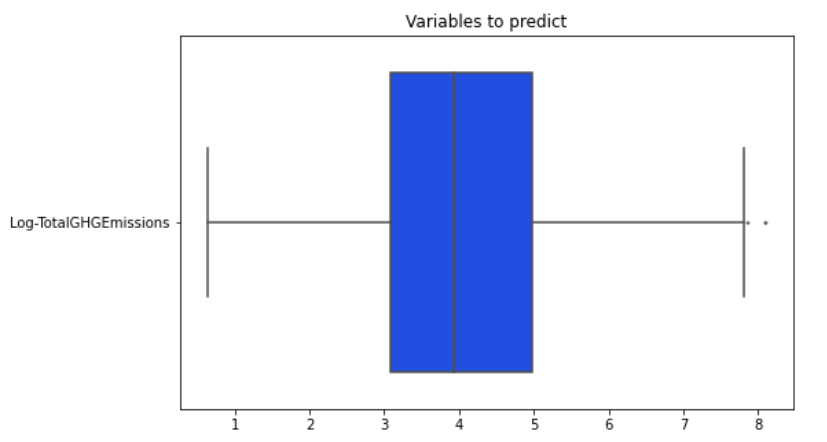 Variables to predict
Log-TotalGHGEmissions
1 2 3 4 5 6 7 8